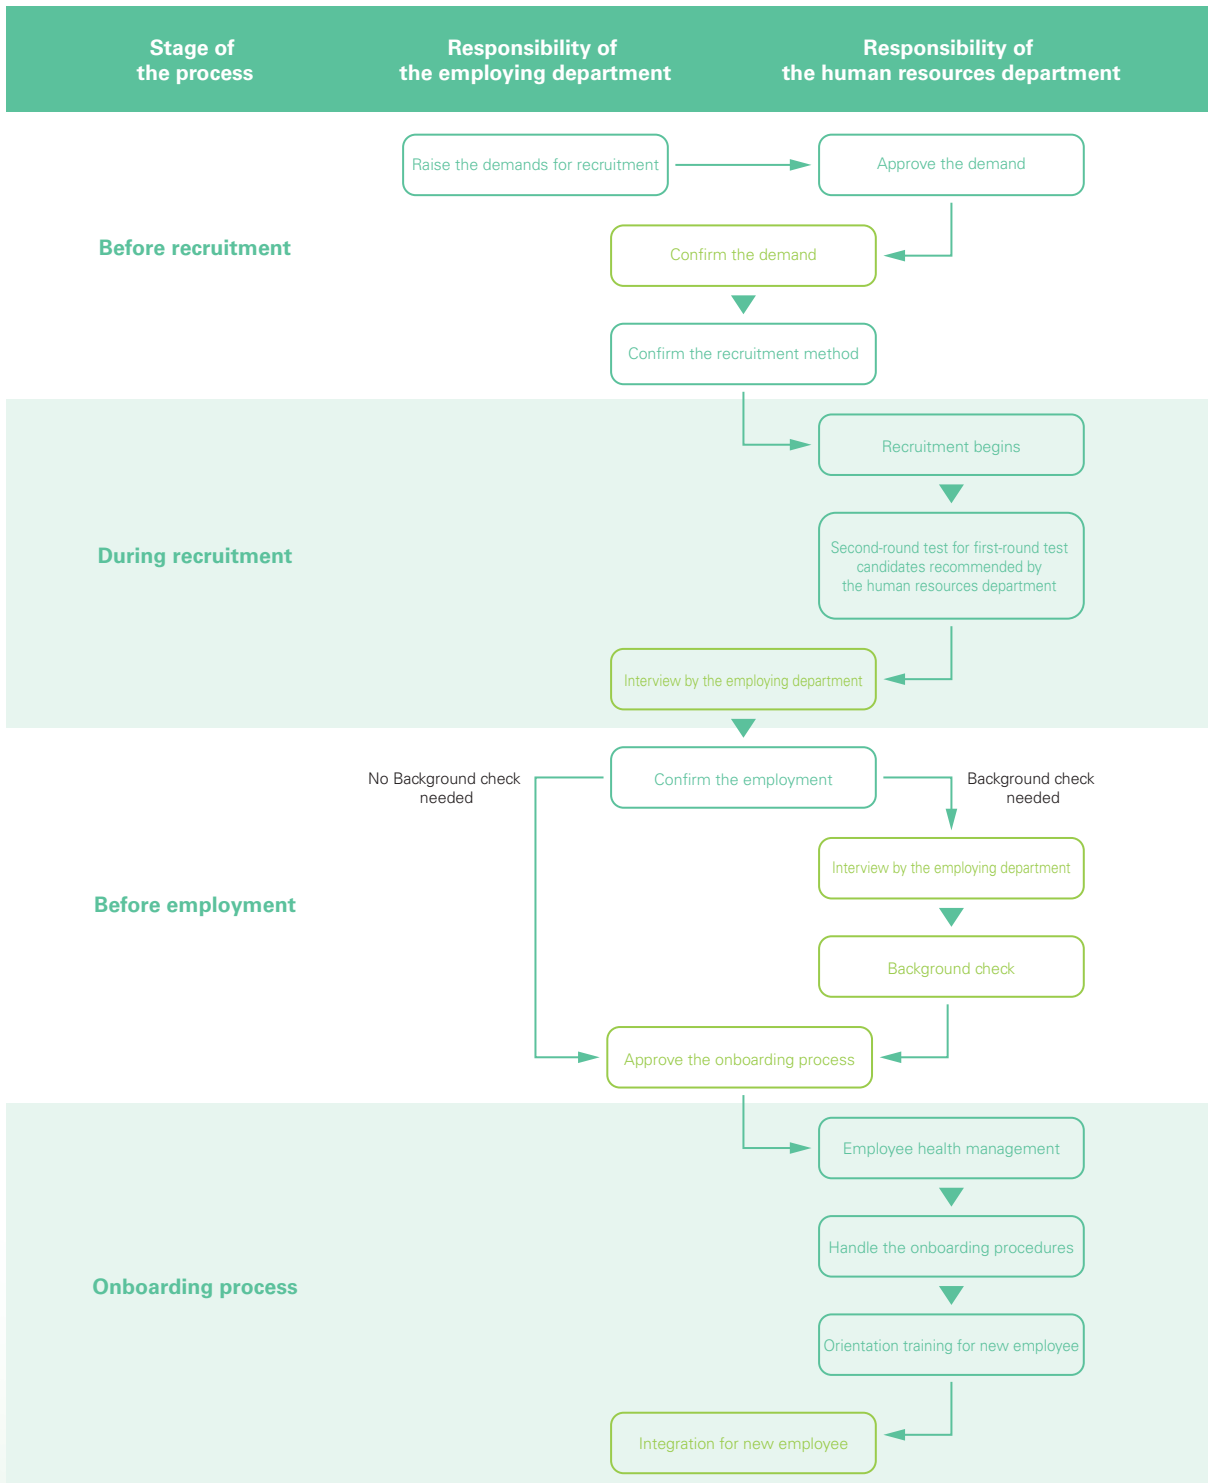 Stage of
the process
Responsibility of
the employing department
Responsibility of
the human resources department
Before recruitment
Raise the demands for recruitment
Approve the demand
Confirm the demand
Confirm the recruitment method
During recruitment
Recruitment begins
Second-round test for first-round test
candidates recommended by
the human resources department
Interview by the employing department
Before employment
No Background check
needed
Confirm the employment
Background check
needed
Interview by the employing department
Background check
Approve the onboarding process
Onboarding process
Employee health management
Handle the onboarding procedures
Orientation training for new employee
Integration for new employee